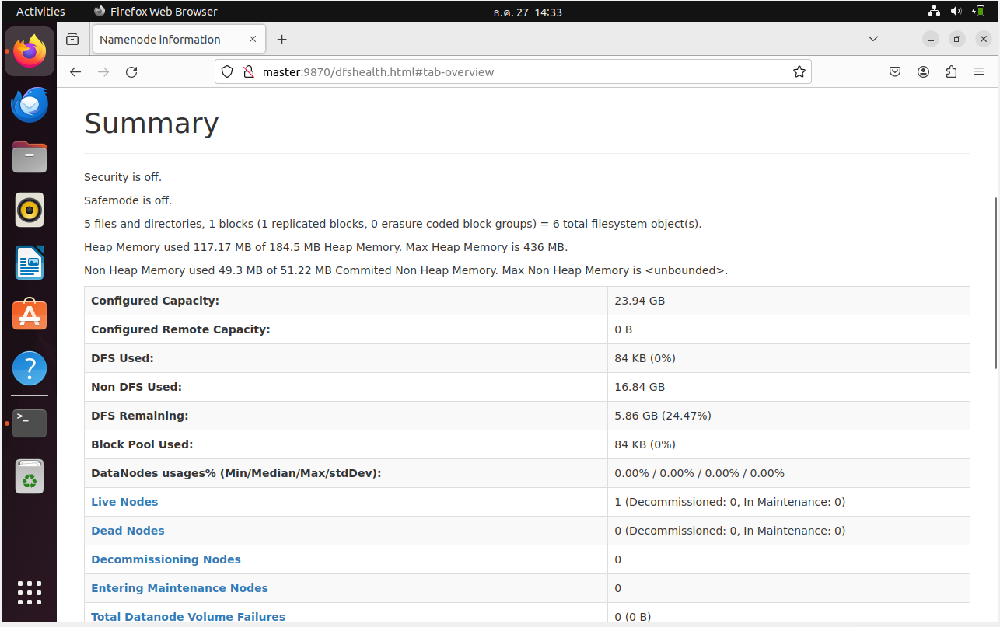 Activities Firefox Web Browser ธ.ค. 27 14:33
Namenode information
master:9870/dfshealth.html#tab-overview
Summary
Security is off.
Safemode is off.
5 files and directories, 1 blocks (1 replicated blocks, 0 erasure coded block groups) = 6 total filesystem object(s).
Heap Memory used 117.17 MB of 184.5 MB Heap Memory. Max Heap Memory is 436 MB.
Non Heap Memory used 49.3 MB of 51.22 MB Commited Non Heap Memory. Max Non Heap Memory is <unbounded>.
Configured Capacity: 23.94 GB
Configured Remote Capacity: 0 B
DFS Used: 84 KB (0%)
Non DFS Used: 16.84 GB
DFS Remaining: 5.86 GB (24.47%)
Block Pool Used: 84 KB (0%)
DataNodes usages% (Min/Median/Max/stdDev): 0.00% / 0.00% / 0.00% / 0.00%
Live Nodes 1 (Decommissioned: 0, In Maintenance: 0)
Dead Nodes 0 (Decommissioned: 0, In Maintenance: 0)
Decommissioning Nodes 0
Entering Maintenance Nodes 0
Total Datanode Volume Failures 0 (0 B)